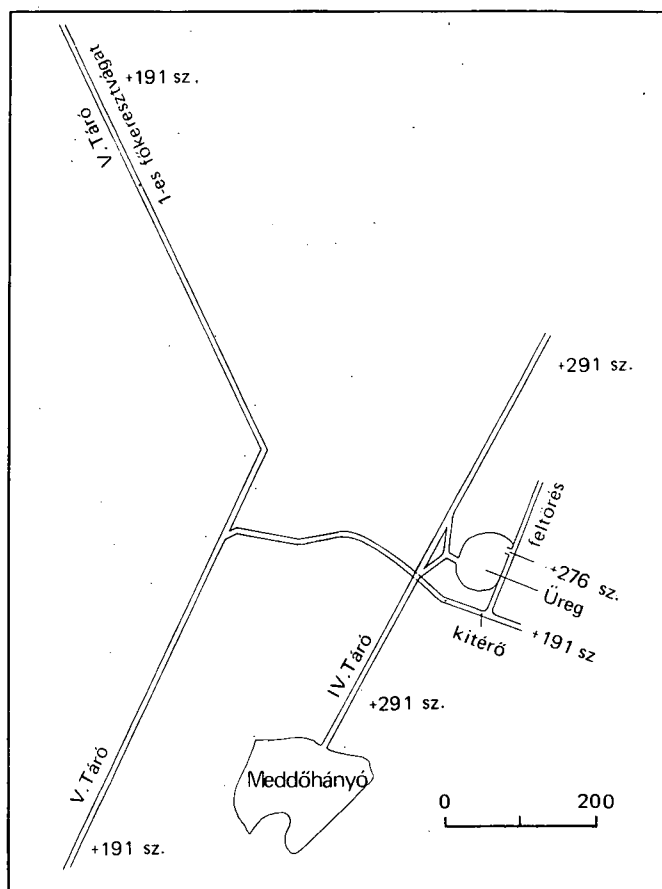 +191 sz.
1-es főkeresztvágat
V. Táró
+291 sz.
feltörés
+276 sz.
Üreg
kitérő
+191 sz
IV. Táró
+291 sz.
V. Táró
Meddőhányó
0 200
+191 sz.